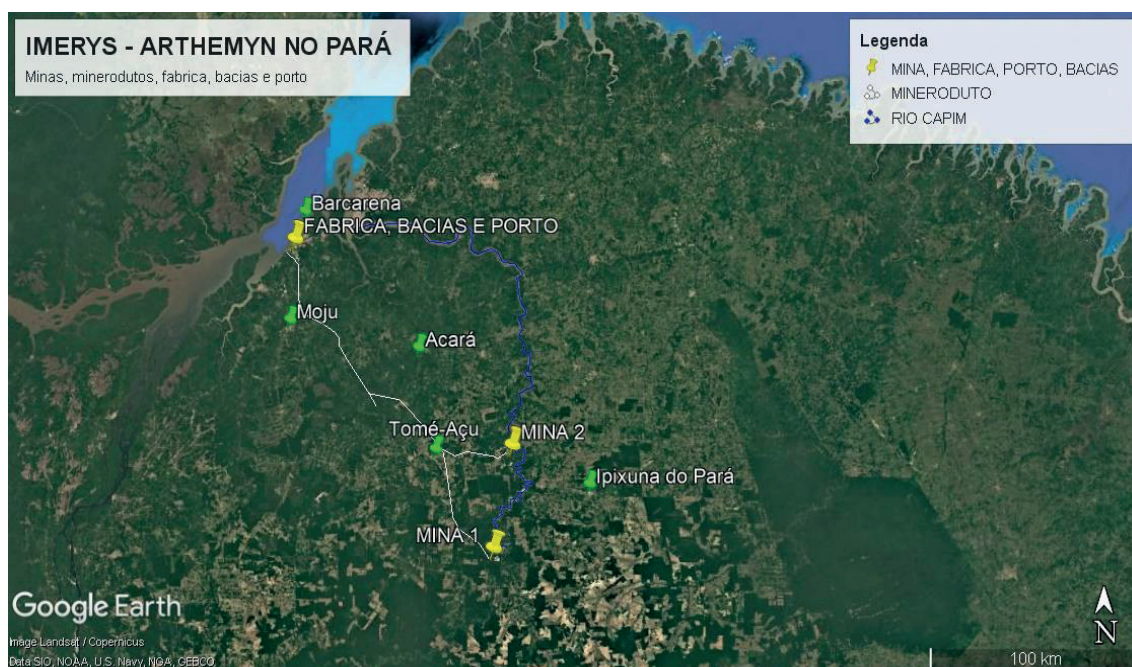 IMERYS - ARTHEMYN NO PARÁ
Minas, minerodutos, fabrica, bacias e porto
Legenda
MINA, FABRICA, PORTO, BACIAS
MINERODUTO
RIO CAPIM
Barcarena
FABRICA, BACIAS E PORTO
Moju
Acará
Tomé-Açu
MINA 2
Ipixuna do Pará
MINA 1
Google Earth
Image Landsat / Copernicus
Data SIO, NOAA, U.S. Navy, NGA, GEBCO
100 km
N